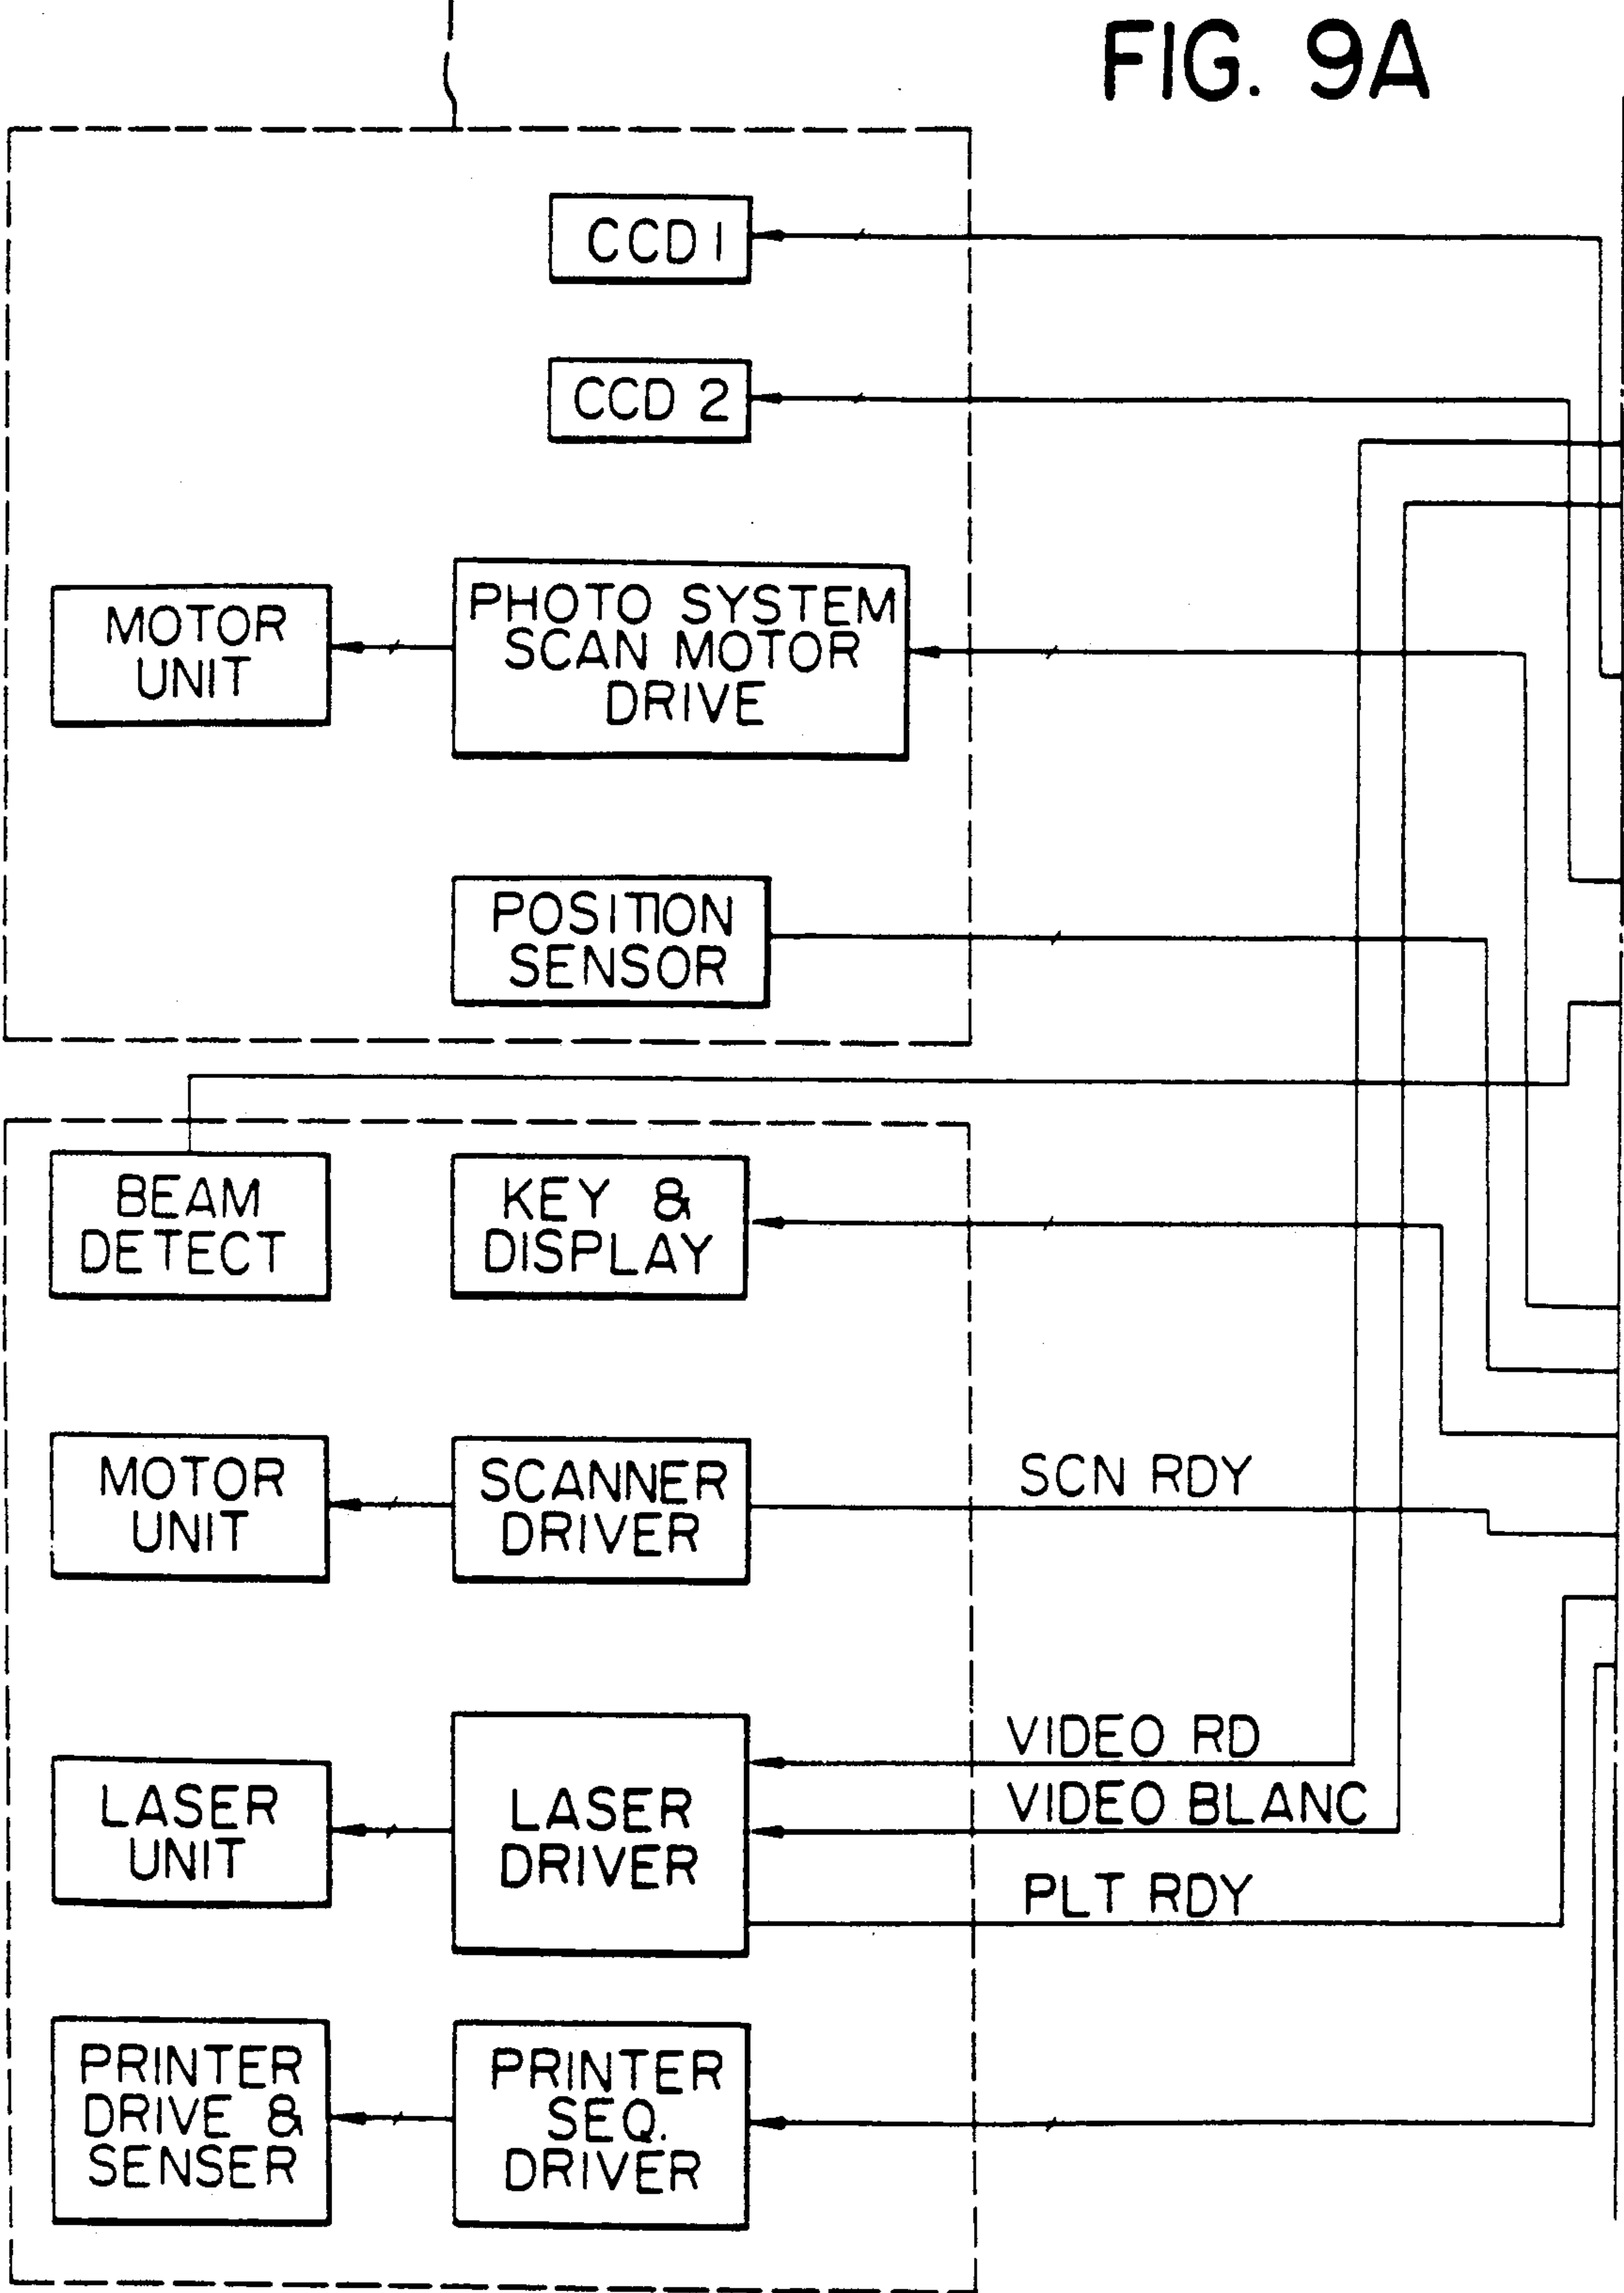 FIG. 9A
CCD 1
CCD 2
MOTOR
UNIT
PHOTO SYSTEM
SCAN MOTOR
DRIVE
POSITION
SENSOR
BEAM
DETECT
KEY &
DISPLAY
MOTOR
UNIT
SCANNER
DRIVER
SCN RDY
LASER
UNIT
LASER
DRIVER
VIDEO RD
VIDEO BLANC
PLT RDY
PRINTER
DRIVE &
SENSER
PRINTER
SEQ.
DRIVER